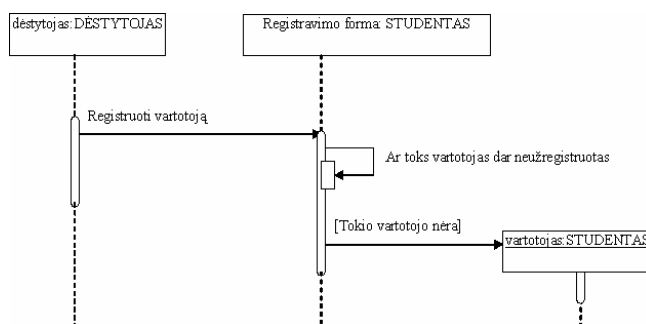 dėstytojas: DĖSTYTOJAS
Registravimo forma: STUDENTAS
Registruoti vartotoją
Ar toks vartotojas dar neužregistruotas
[Tokio vartotojo nėra]
vartotojas:STUDENTAS